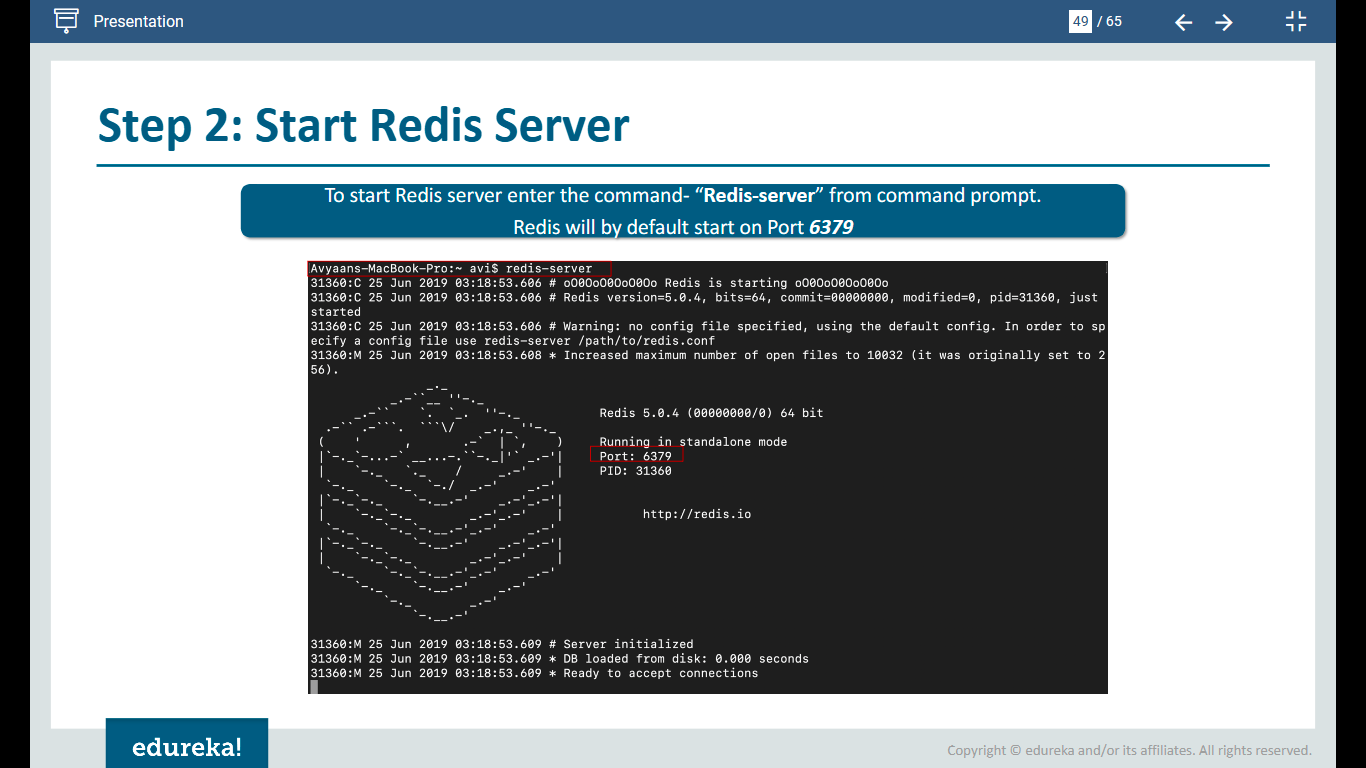 Presentation
49 / 65
Step 2: Start Redis Server
To start Redis server enter the command- “Redis-server” from command prompt.
Redis will by default start on Port 6379
Avyaans-MacBook-Pro:~ avi$ redis-server
31360:C 25 Jun 2019 03:18:53.606 # oO0OoO0OoO0Oo Redis is starting oO0OoO0OoO0Oo
31360:C 25 Jun 2019 03:18:53.606 # Redis version=5.0.4, bits=64, commit=00000000, modified=0, pid=31360, just
started
31360:C 25 Jun 2019 03:18:53.606 # Warning: no config file specified, using the default config. In order to sp
ecify a config file use redis-server /path/to/redis.conf
31360:M 25 Jun 2019 03:18:53.608 * Increased maximum number of open files to 10032 (it was originally set to 2
56).
Redis 5.0.4 (00000000/0) 64 bit
Running in standalone mode
Port: 6379
PID: 31360
http://redis.io
31360:M 25 Jun 2019 03:18:53.609 # Server initialized
31360:M 25 Jun 2019 03:18:53.609 * DB loaded from disk: 0.000 seconds
31360:M 25 Jun 2019 03:18:53.609 * Ready to accept connections
edureka!
Copyright © edureka and/or its affiliates. All rights reserved.